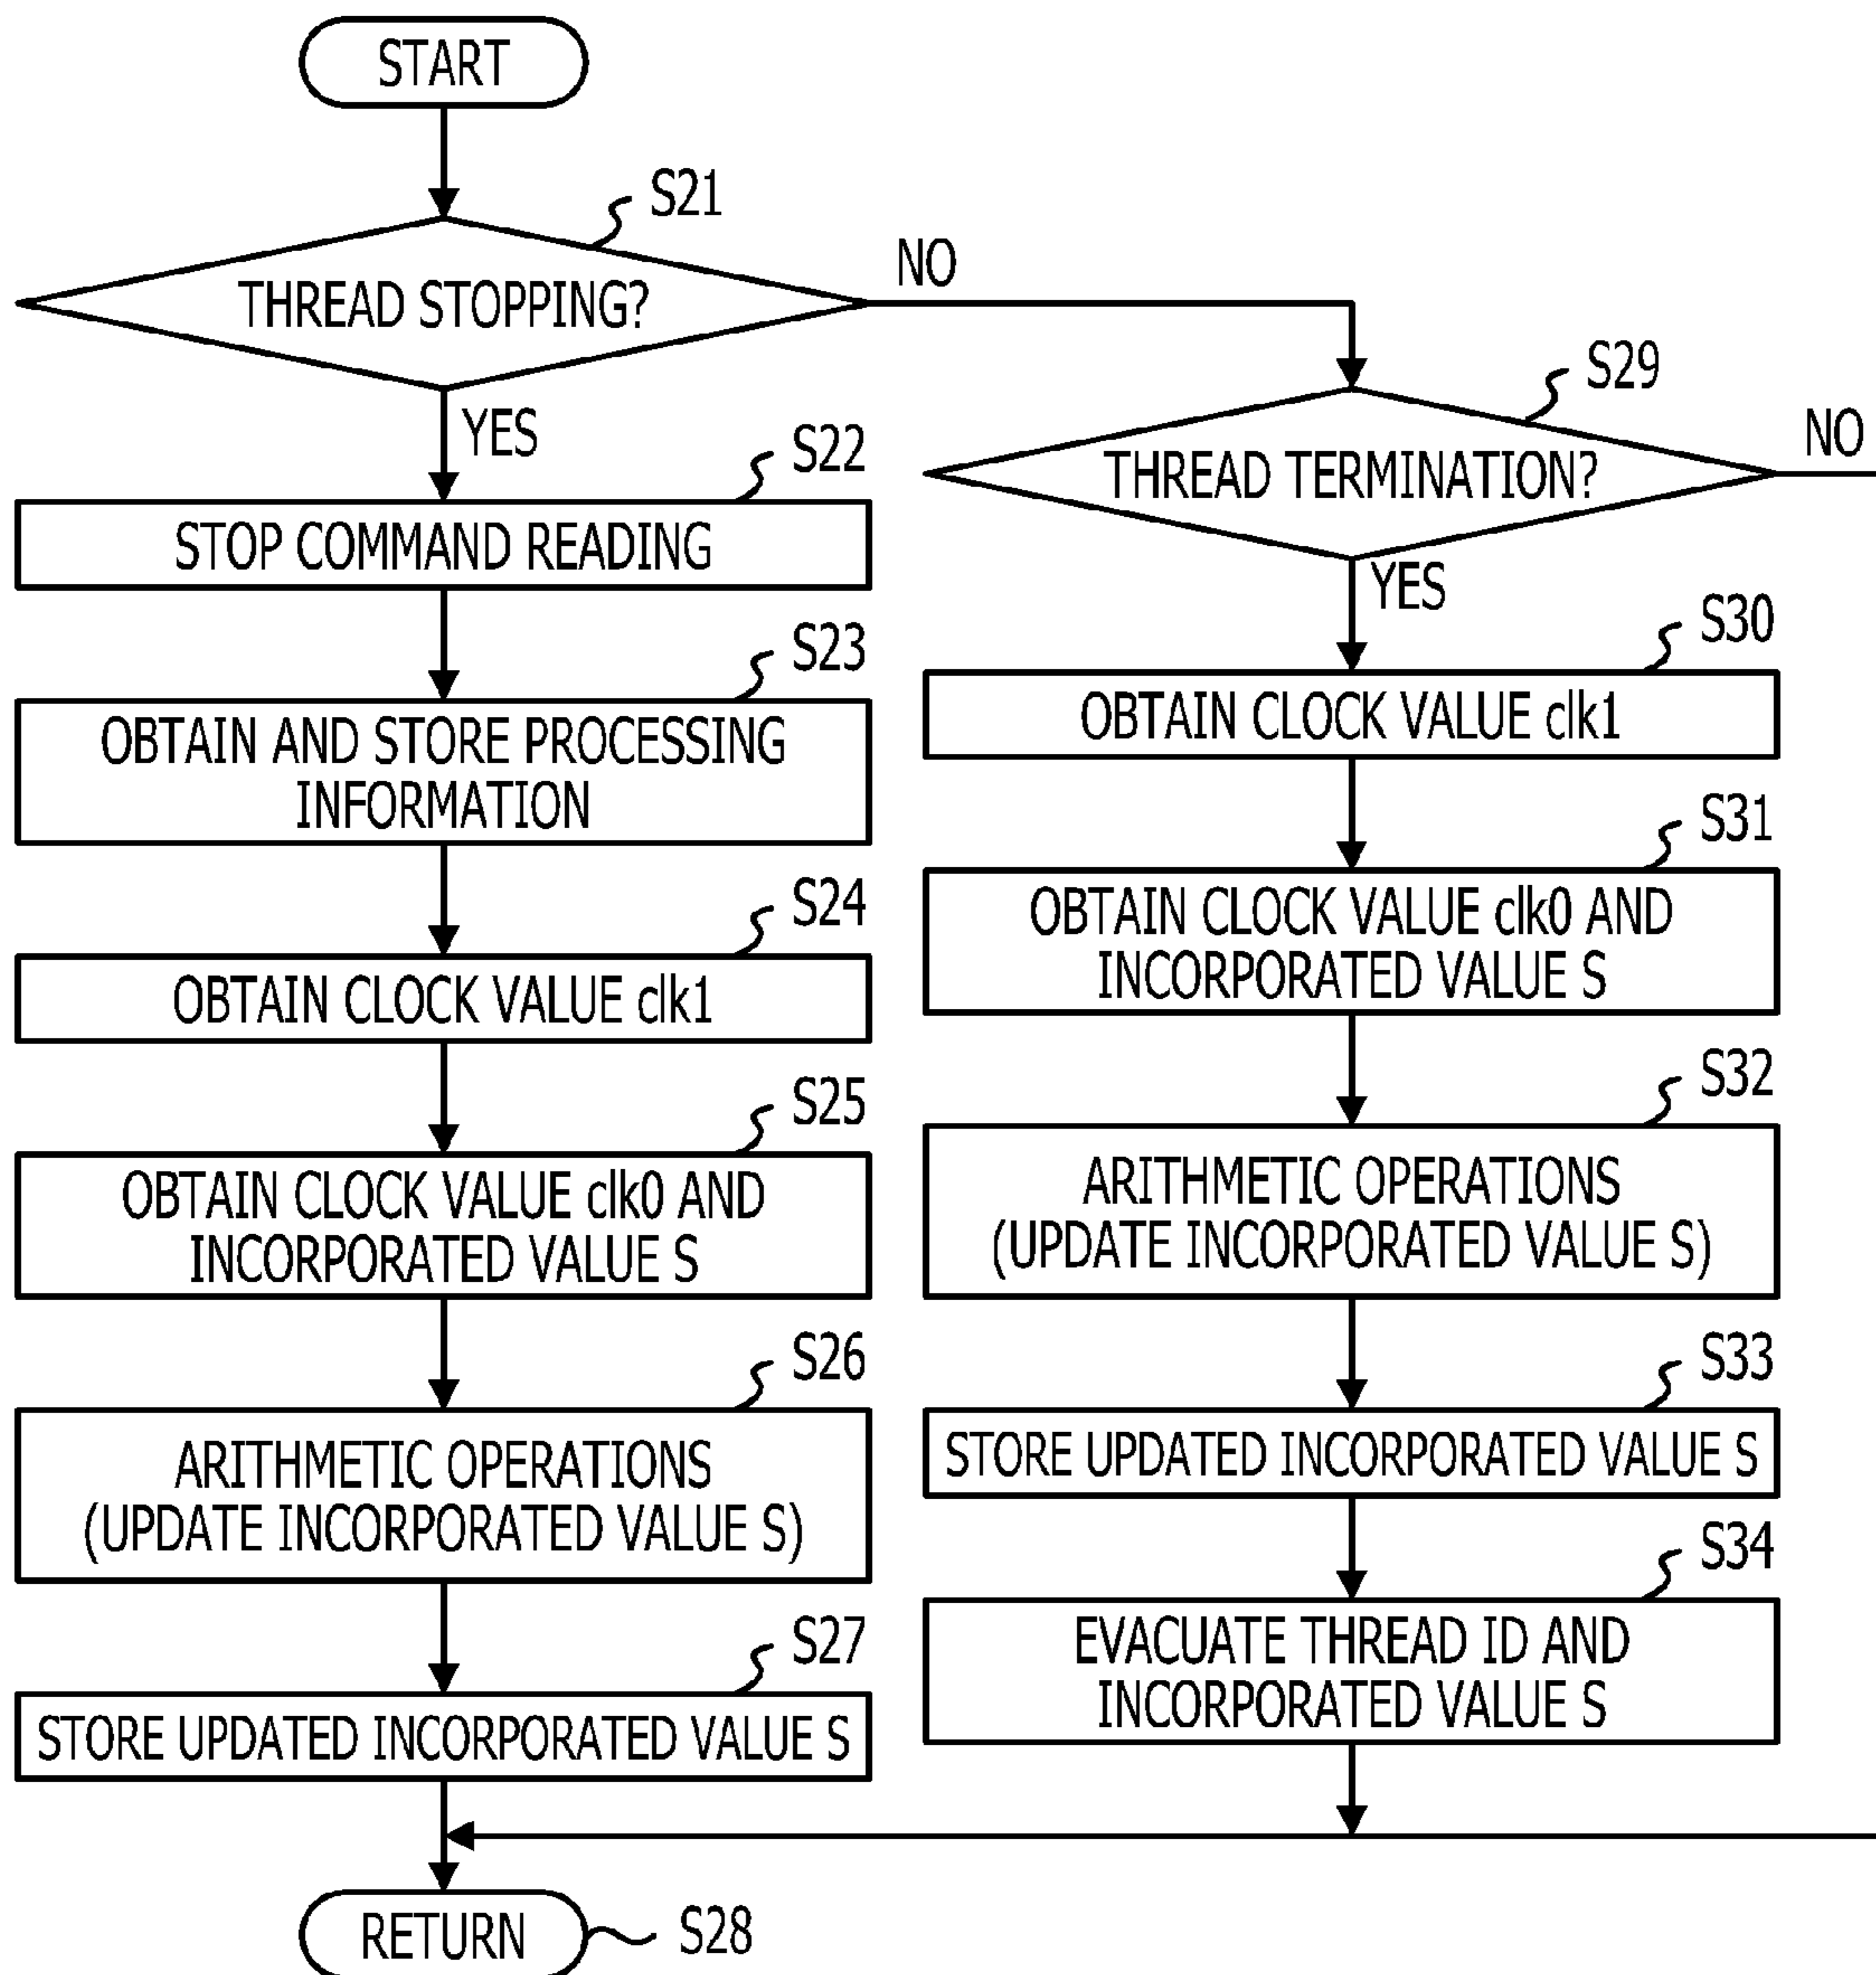 START
S21
THREAD STOPPING?
NO
YES
S22
STOP COMMAND READING
S23
OBTAIN AND STORE PROCESSING
INFORMATION
S24
OBTAIN CLOCK VALUE clk1
S25
OBTAIN CLOCK VALUE clk0 AND
INCORPORATED VALUE S
S26
ARITHMETIC OPERATIONS
(UPDATE INCORPORATED VALUE S)
S27
STORE UPDATED INCORPORATED VALUE S
RETURN
S28
S29
THREAD TERMINATION?
NO
YES
S30
OBTAIN CLOCK VALUE clk1
S31
OBTAIN CLOCK VALUE clk0 AND
INCORPORATED VALUE S
S32
ARITHMETIC OPERATIONS
(UPDATE INCORPORATED VALUE S)
S33
STORE UPDATED INCORPORATED VALUE S
S34
EVACUATE THREAD ID AND
INCORPORATED VALUE S